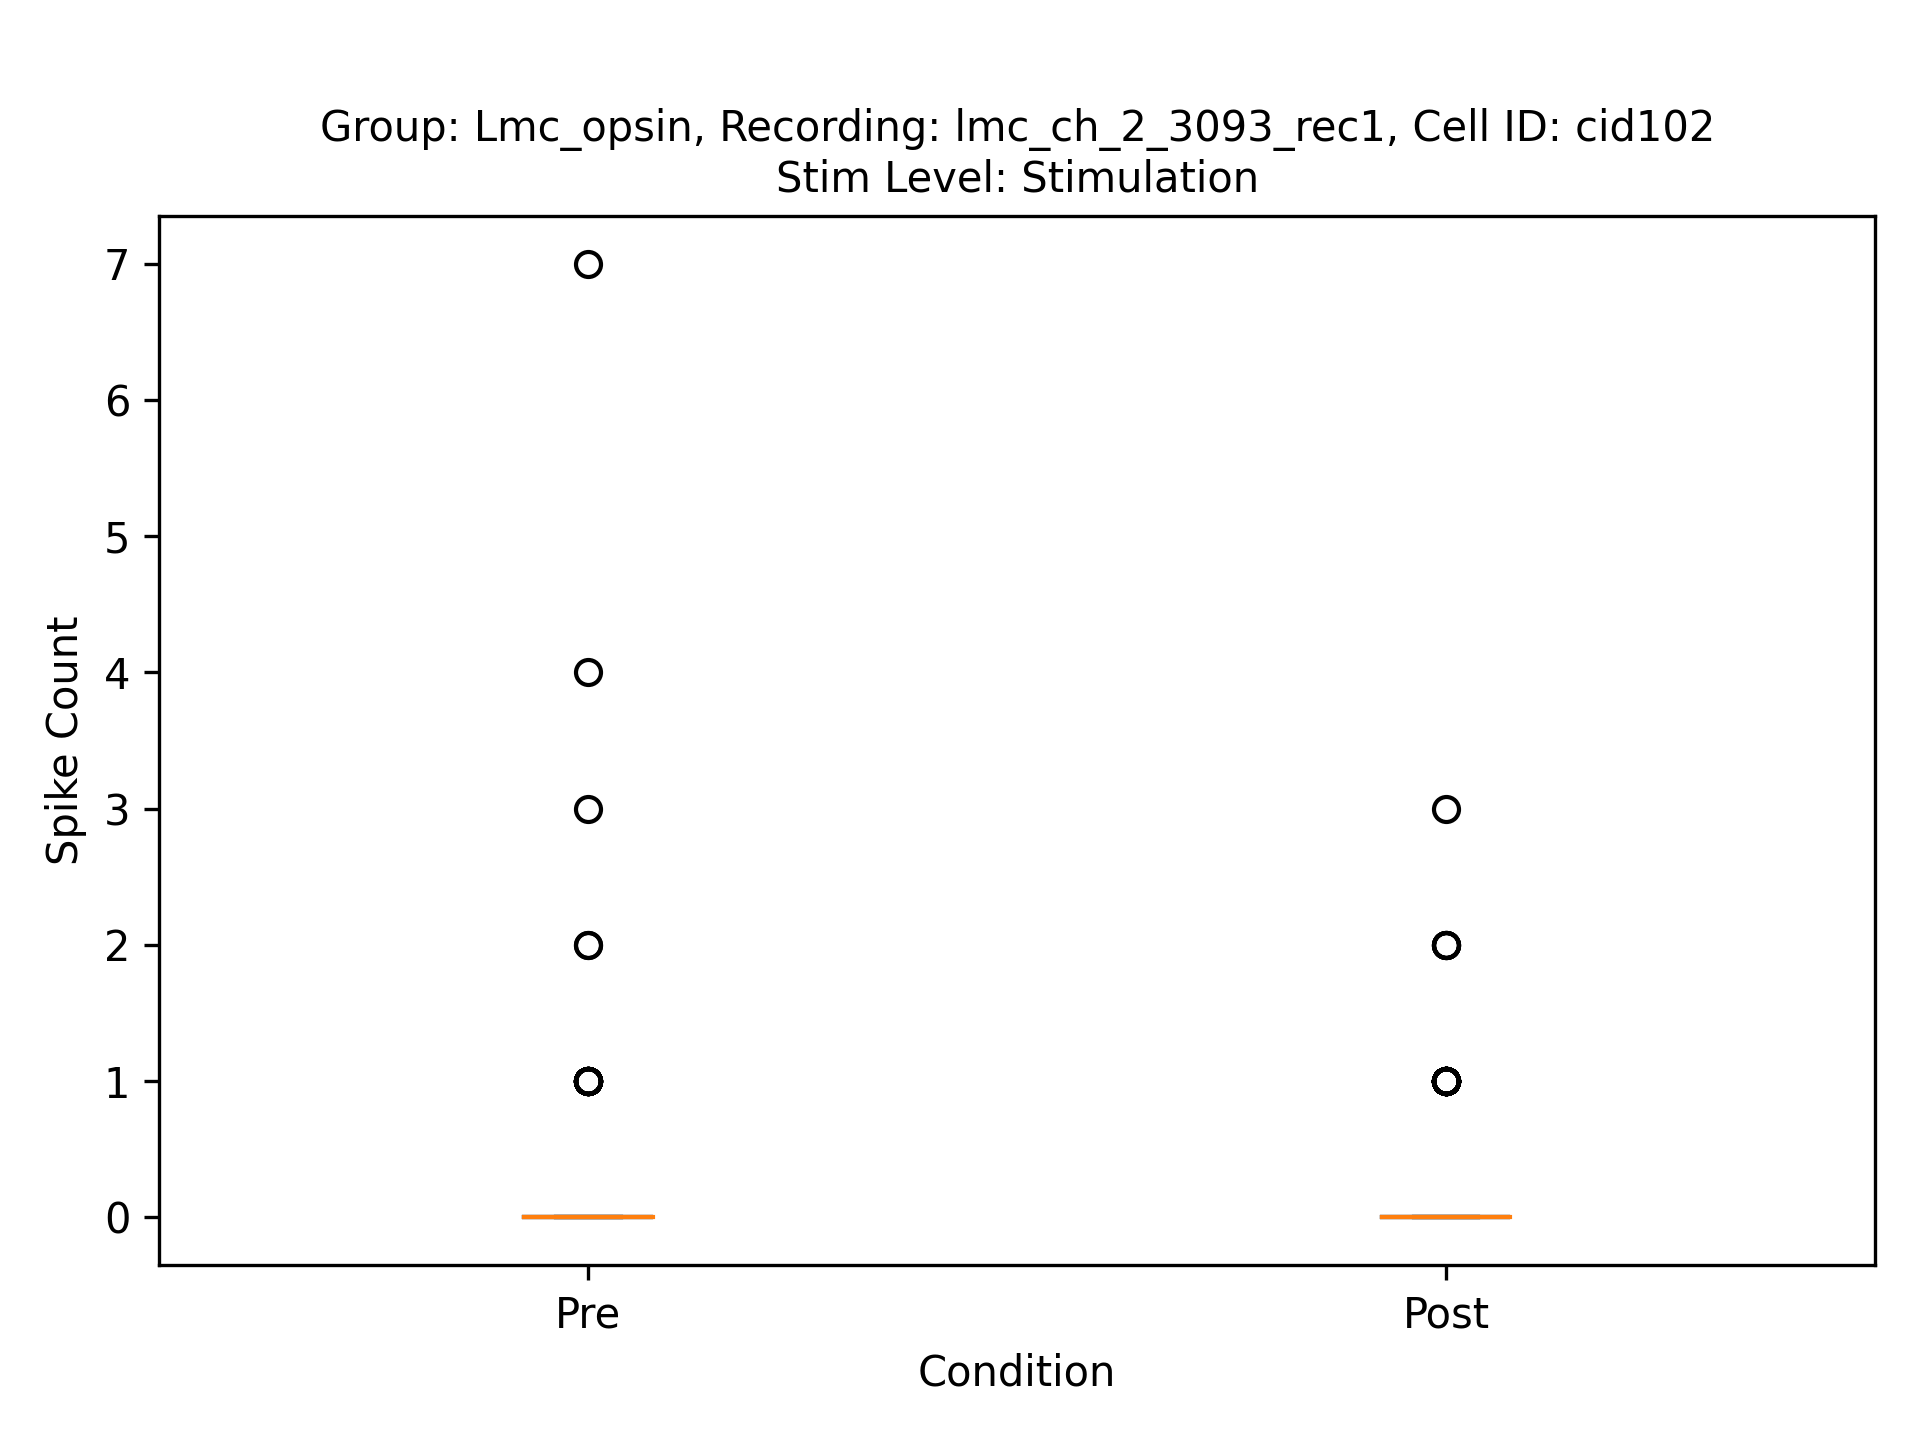 Group: Lmc_opsin, Recording: lmc_ch_2_3093_rec1, Cell ID: cid102
Stim Level: Stimulation
7
6
5
4
3
2
1
0
Spike Count
Pre
Post
Condition